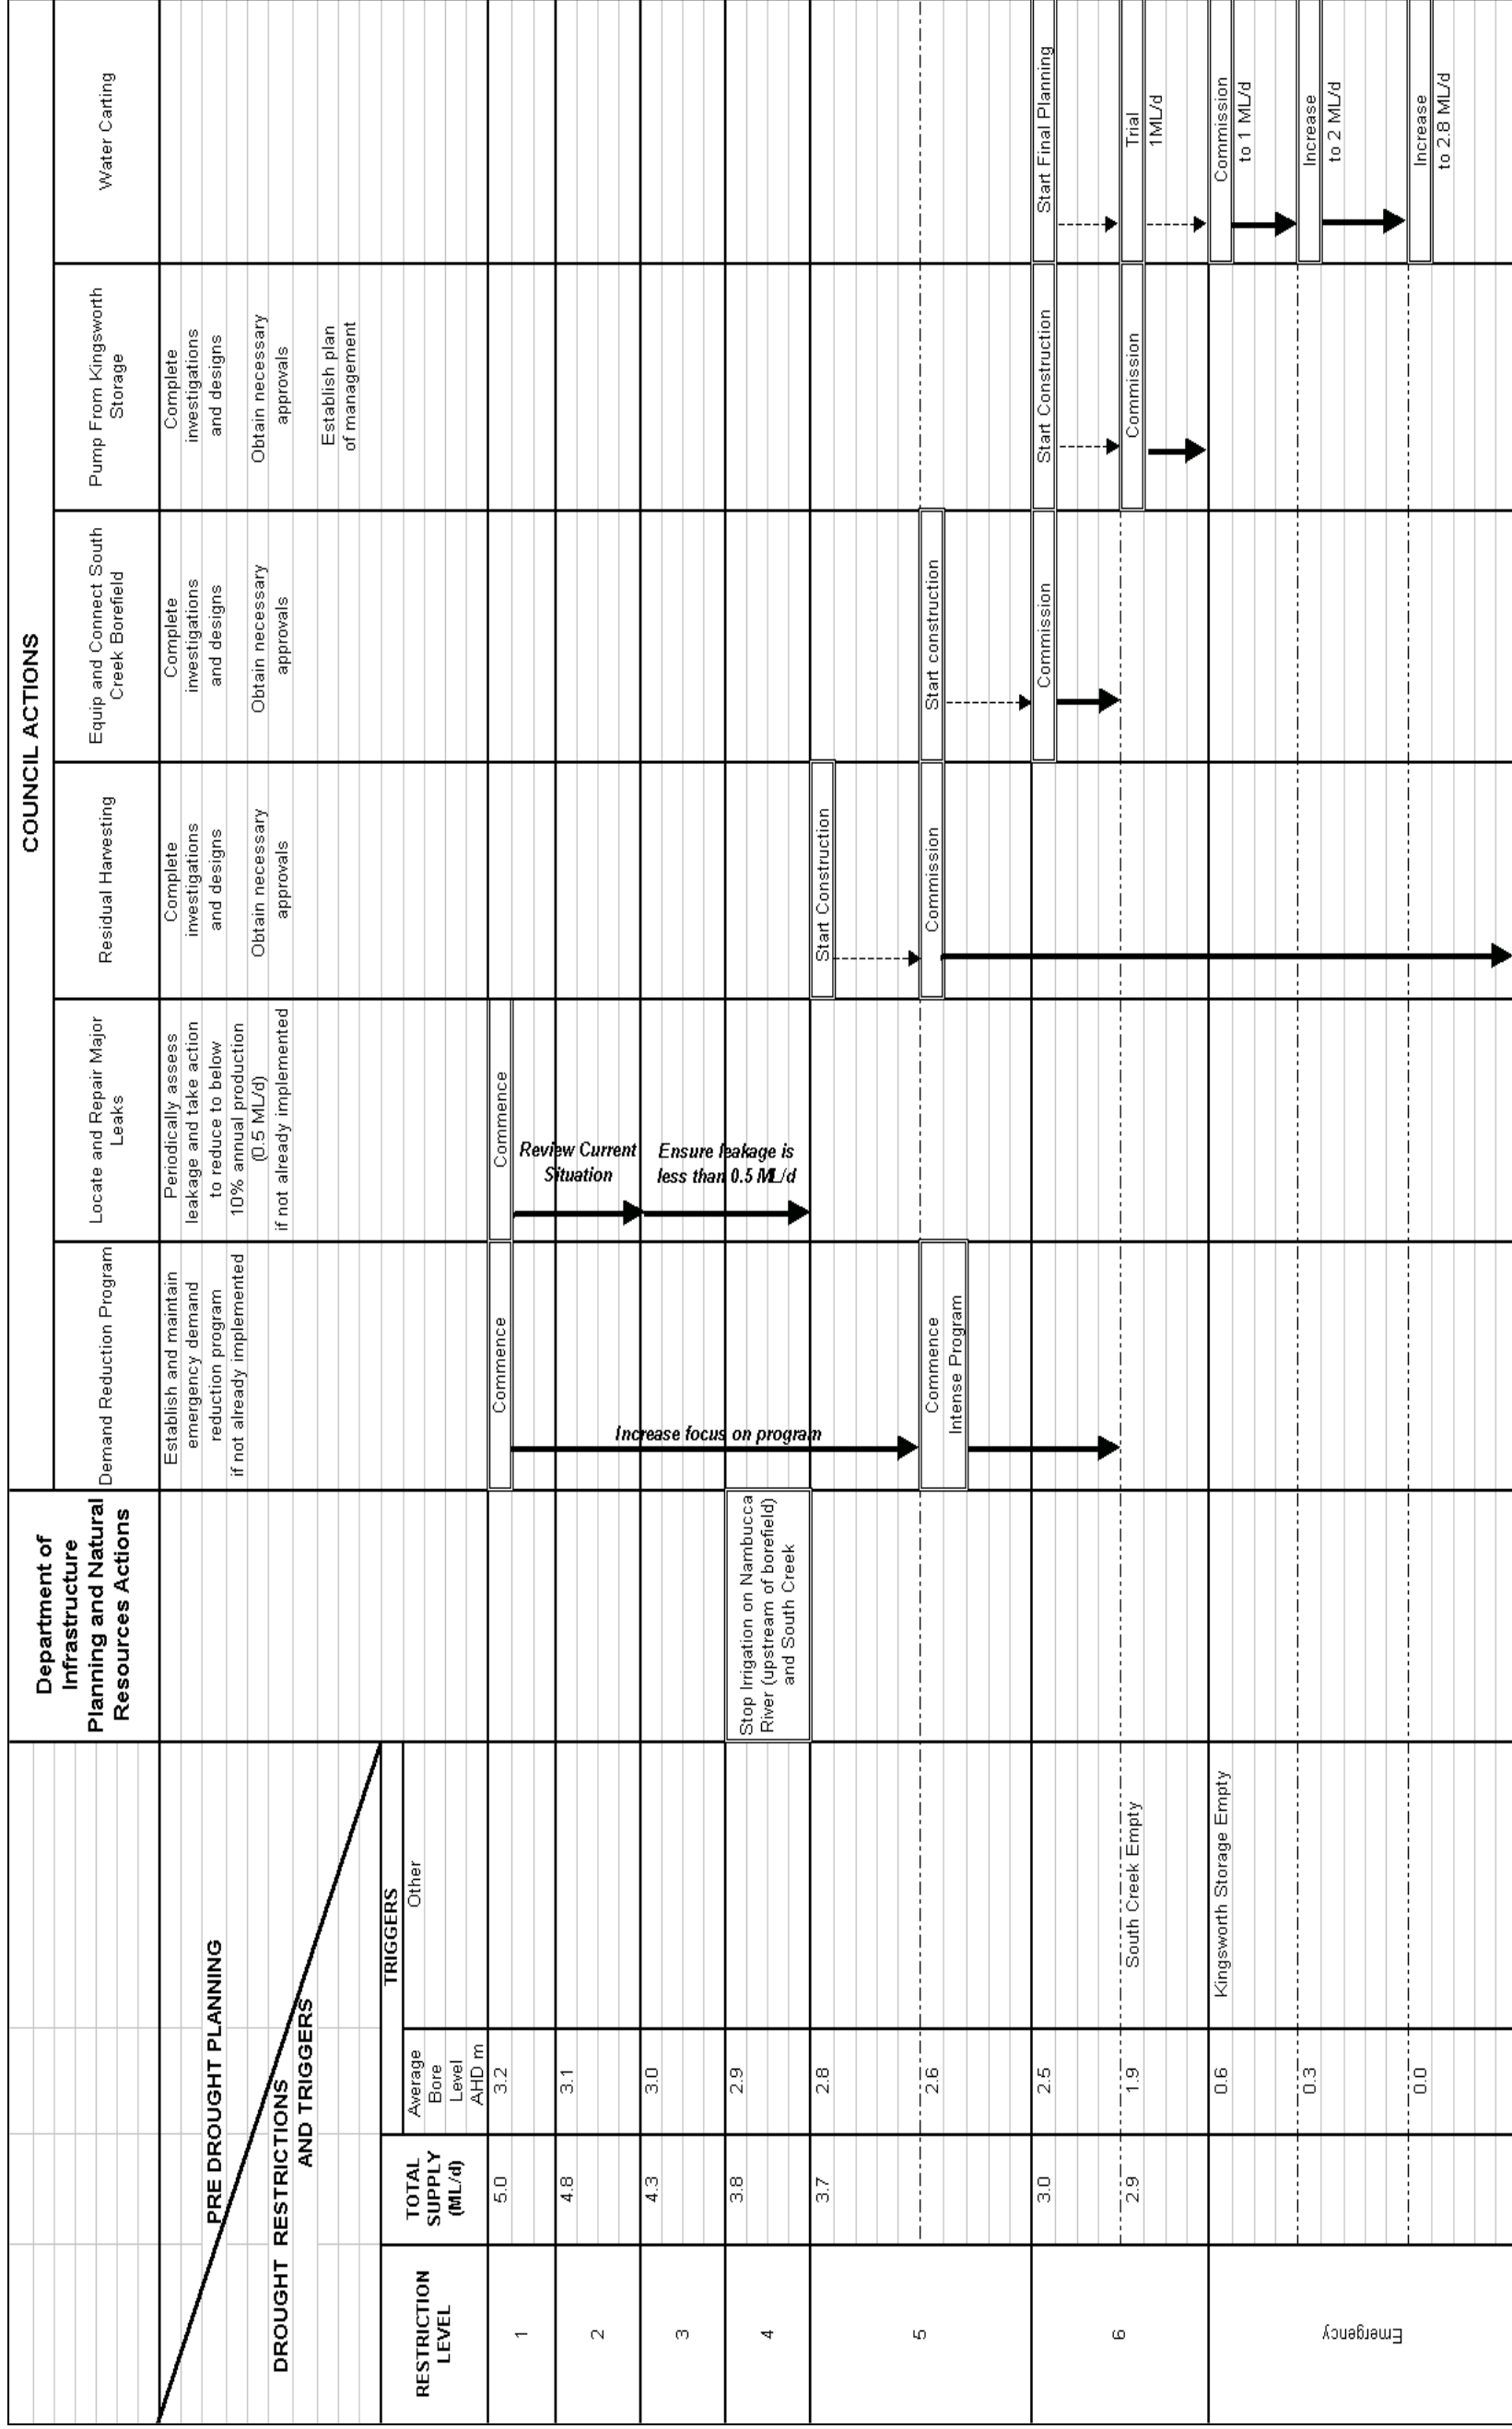 PRE DROUGHT PLANNING
DROUGHT RESTRICTIONS
AND TRIGGERS
Department of
Infrastructure
Planning and Natural
Resources Actions
COUNCIL ACTIONS
Demand Reduction Program
Locate and Repair Major
Leaks
Residual Harvesting
Equip and Connect South
Creek Borefield
Pump From Kingsworth
Storage
Water Carting
Establish and maintain
emergency demand
reduction program
if not already implemented
Periodically assess
leakage and take action
to reduce to below
10% annual production
(0.5 ML/d)
if not already implemented
Complete
investigations
and designs
Obtain necessary
approvals
Complete
investigations
and designs
Obtain necessary
approvals
Complete
investigations
and designs
Obtain necessary
approvals
Establish plan
of management
RESTRICTION
LEVEL
TOTAL
SUPPLY
(ML/d)
TRIGGERS
Average
Bore
Level
AHD m
Other
1
5.0
3.2
Commence
Commence
2
4.8
3.1
Review Current
Situation
3
4.3
3.0
Ensure leakage is
less than 0.5 ML/d
Increase focus on program
4
3.8
2.9
Stop Irrigation on Nambucca
River (upstream of borefield)
and South Creek
5
3.7
2.8
Start Construction
2.6
Commence
Intense Program
Commission
Start construction
6
3.0
2.5
Commission
Start Construction
Start Final Planning
2.9
1.9
South Creek Empty
Commission
Trial
1ML/d
Emergency
0.6
Kingsworth Storage Empty
Commission
to 1 ML/d
0.3
Increase
to 2 ML/d
0.0
Increase
to 2.8 ML/d